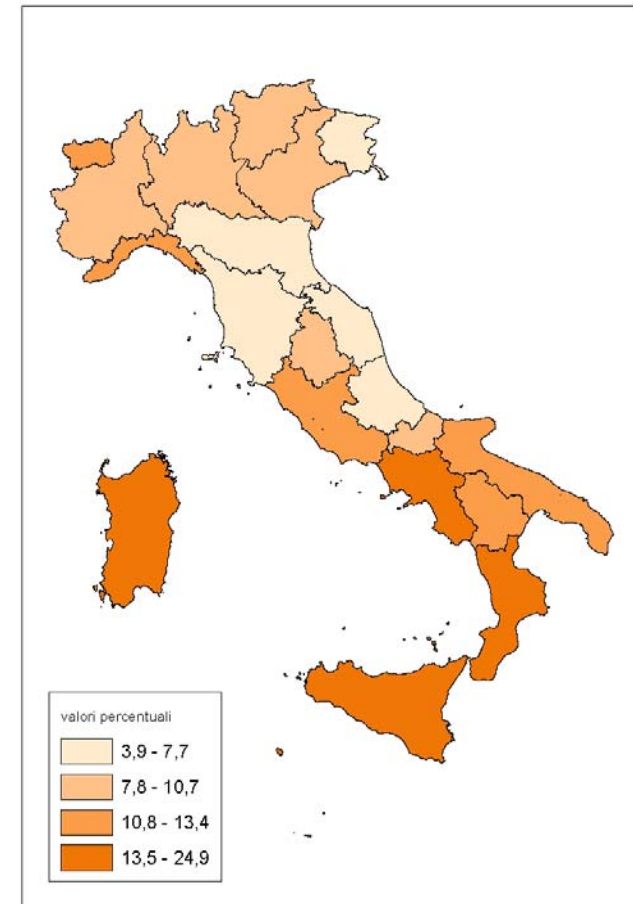 valori percentuali
3,9 - 7,7
7,8 - 10,7
10,8 - 13,4
13,5 - 24,9